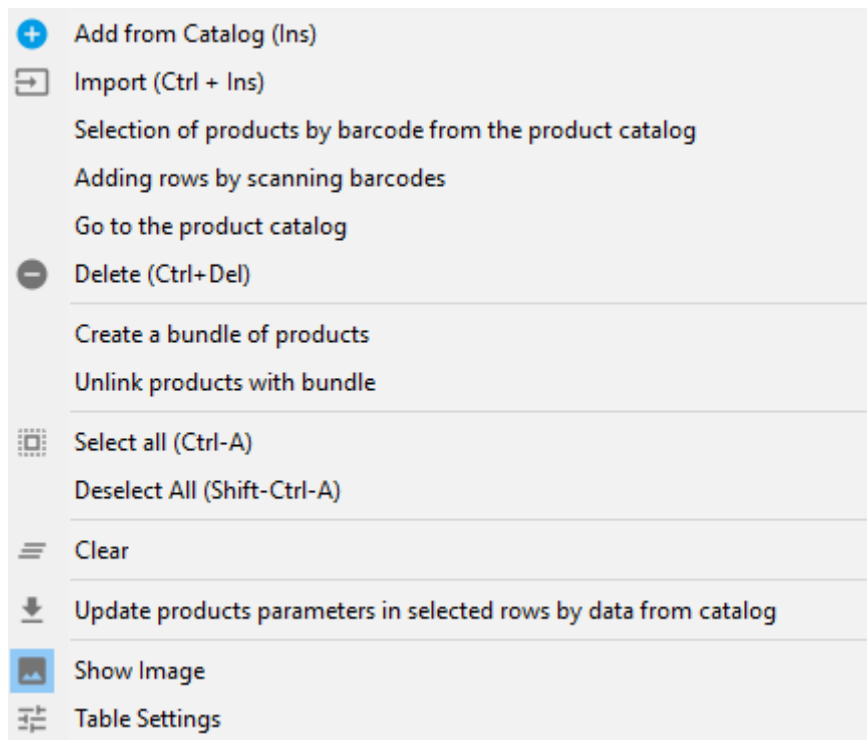 Add from Catalog (Ins)
Import (Ctrl + Ins)
Selection of products by barcode from the product catalog
Adding rows by scanning barcodes
Go to the product catalog
Delete (Ctrl+Del)
Create a bundle of products
Unlink products with bundle
Select all (Ctrl-A)
Deselect All (Shift-Ctrl-A)
Clear
Update products parameters in selected rows by data from catalog
Show Image
Table Settings